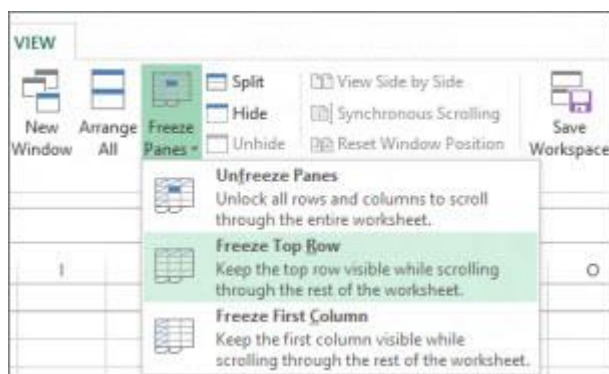 VIEW
New Window
Arrange All
Freeze Panes
Split
Hide
Unhide
View Side by Side
Synchronous Scrolling
Reset Window Position
Save Workspace
Unfreeze Panes
Unlock all rows and columns to scroll
through the entire worksheet.
Freeze Top Row
Keep the top row visible while scrolling
through the rest of the worksheet.
Freeze First Column
Keep the first column visible while
scrolling through the rest of the worksheet.
I
O